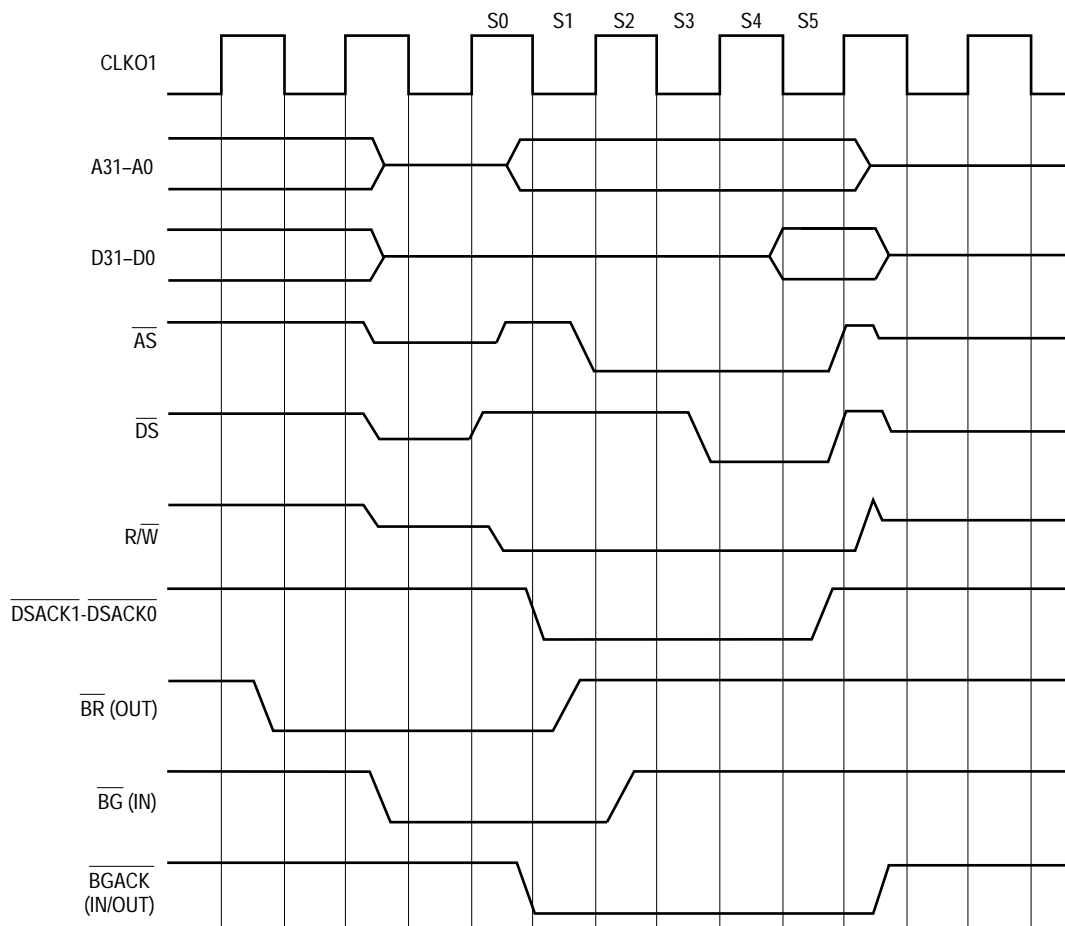 S0 S1 S2 S3 S4 S5
CLKO1
A31–A0
D31–D0
AS
DS
R/W
DSACK1-DSACK0
BR (OUT)
BG (IN)
BGACK
(IN/OUT)